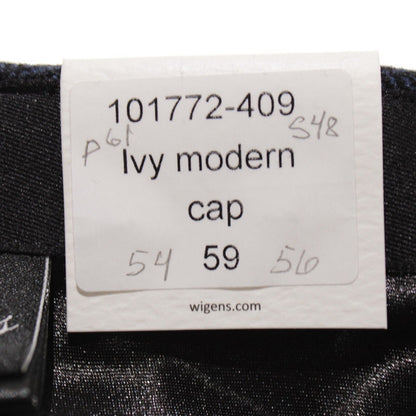 101772-409
P61
S48
Ivy modern
cap
54 59 56
wigens.com